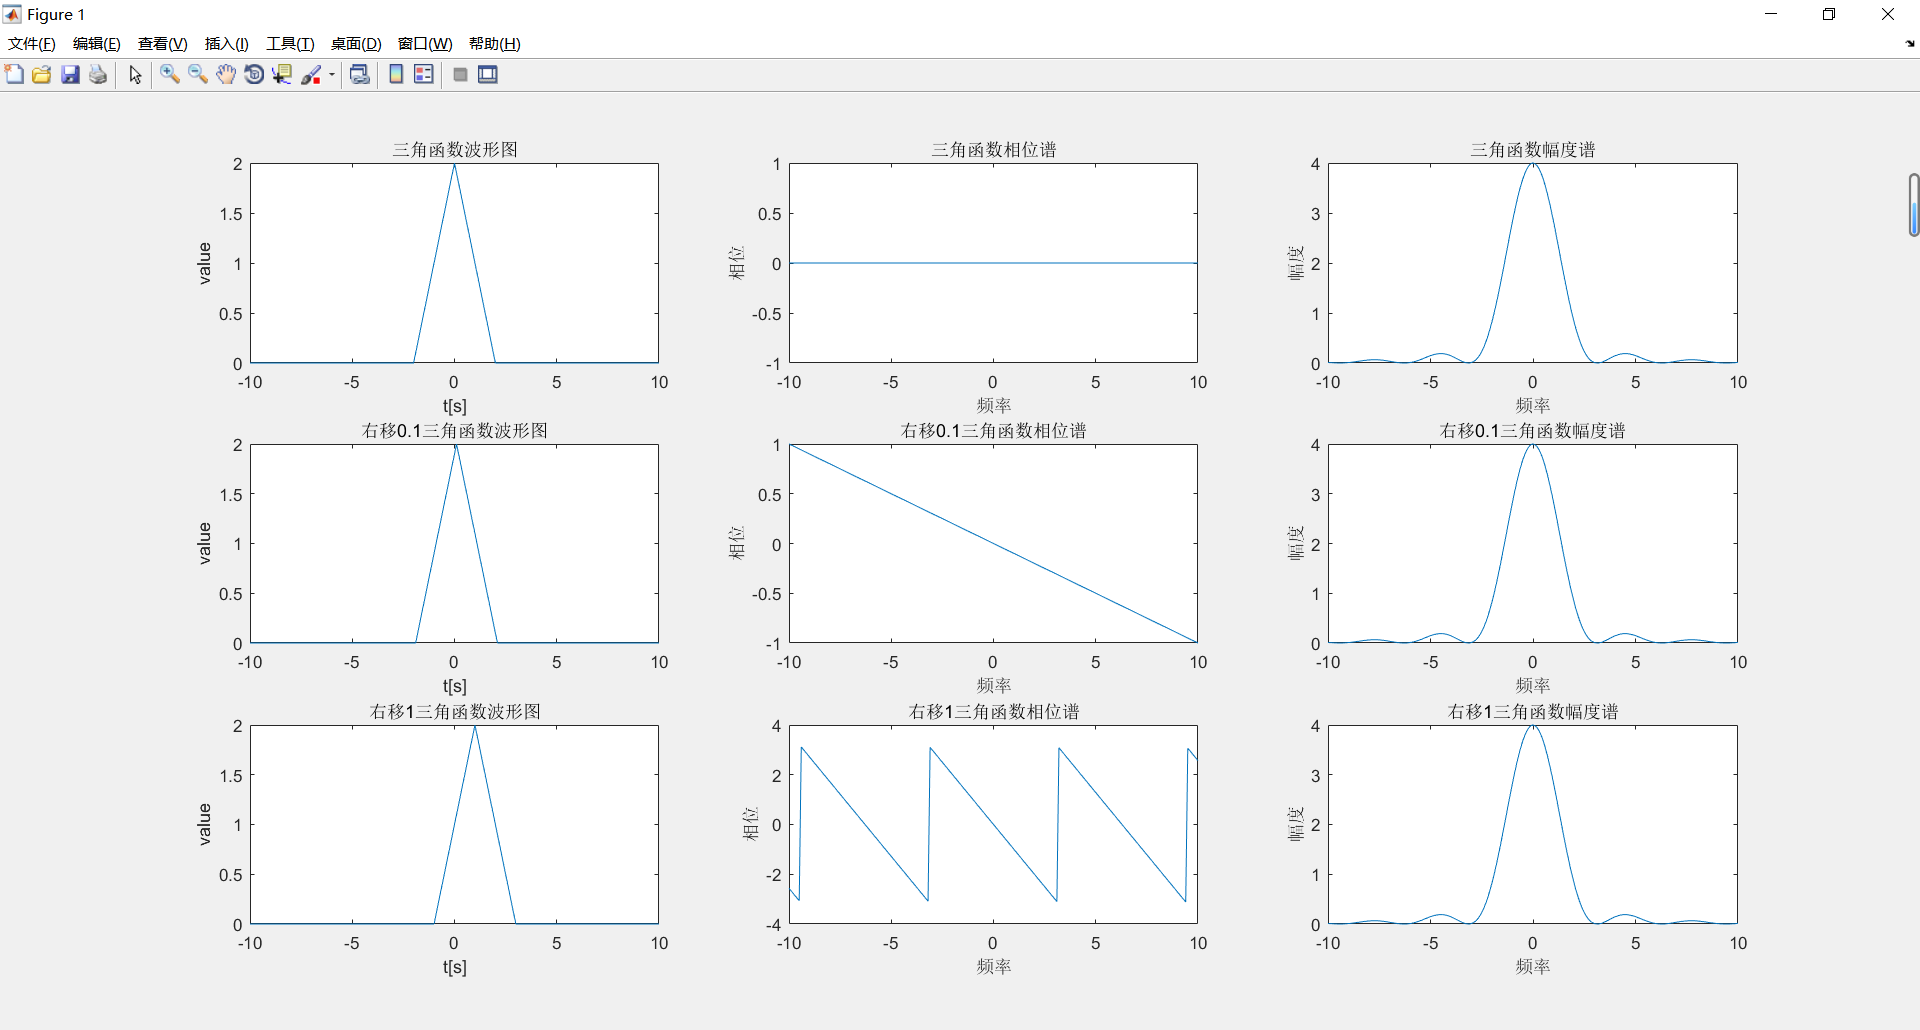 Figure 1
文件(F) 编辑(E) 查看(V) 插入(I) 工具(T) 桌面(D) 窗口(W) 帮助(H)
三角函数波形图
2
1.5
1
0.5
0
value
-10 -5 0 5 10
t[s]
三角函数相位谱
1
0.5
0
-0.5
-1
相位
-10 -5 0 5 10
频率
三角函数幅度谱
4
3
2
1
0
幅度
-10 -5 0 5 10
频率
右移0.1三角函数波形图
2
1.5
1
0.5
0
value
-10 -5 0 5 10
t[s]
右移0.1三角函数相位谱
1
0.5
0
-0.5
-1
相位
-10 -5 0 5 10
频率
右移0.1三角函数幅度谱
4
3
2
1
0
幅度
-10 -5 0 5 10
频率
右移1三角函数波形图
2
1.5
1
0.5
0
value
-10 -5 0 5 10
t[s]
右移1三角函数相位谱
4
2
0
-2
-4
相位
-10 -5 0 5 10
频率
右移1三角函数幅度谱
4
3
2
1
0
幅度
-10 -5 0 5 10
频率